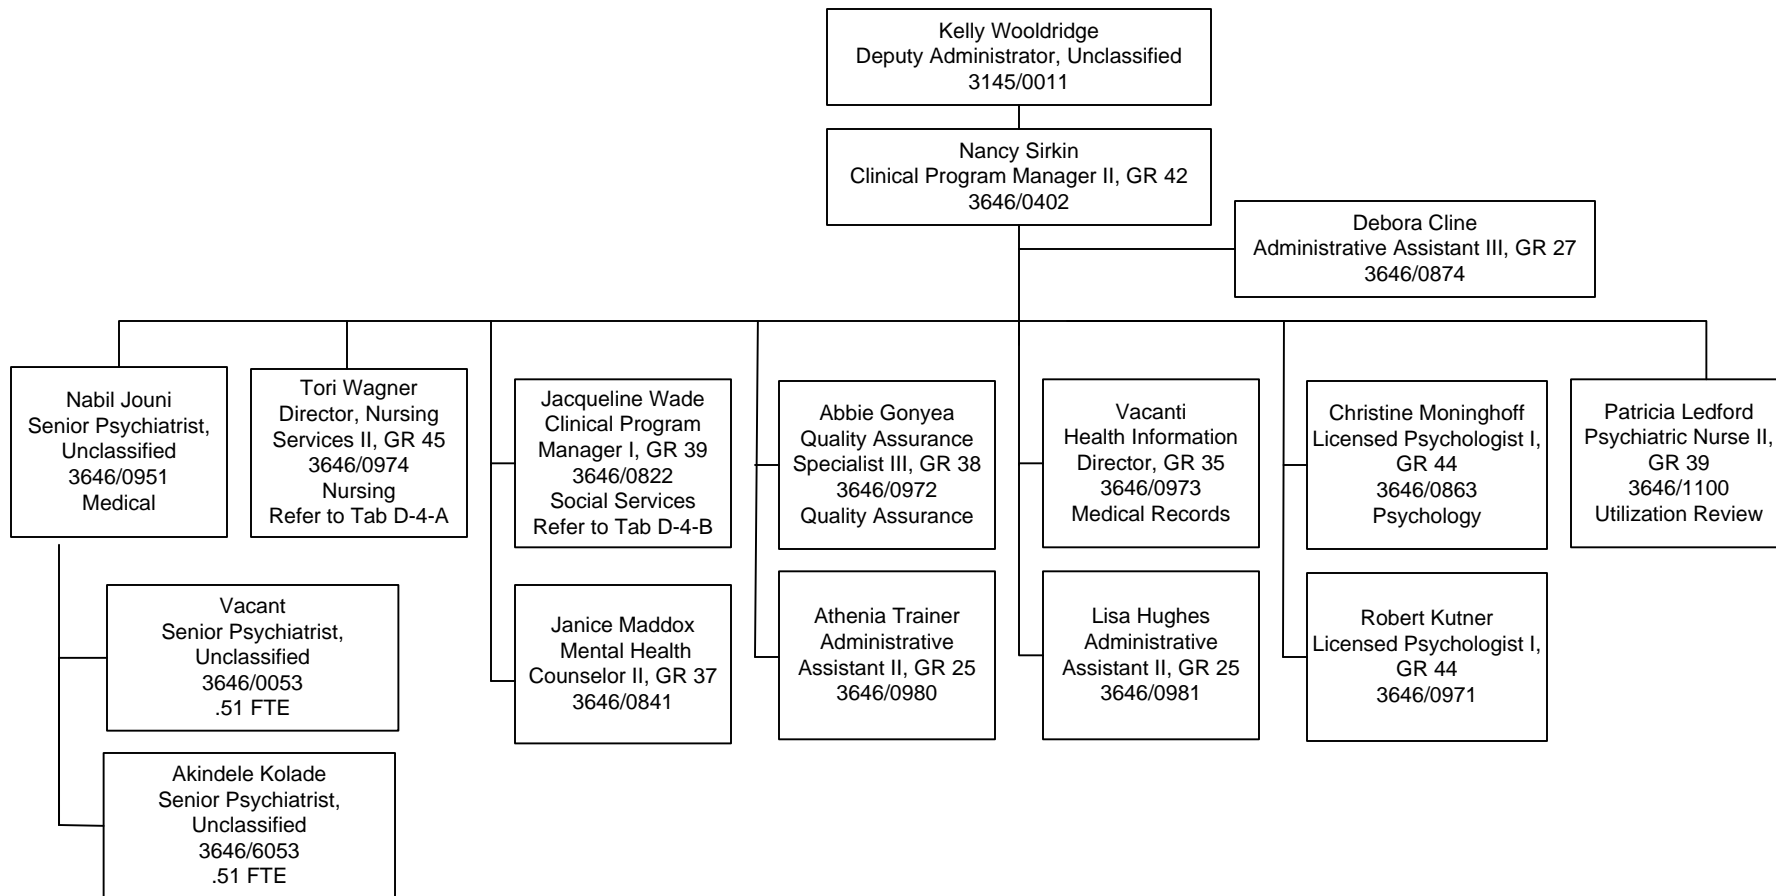 Kelly Wooldridge
Deputy Administrator, Unclassified
3145/0011
Nancy Sirkin
Clinical Program Manager II, GR 42
3646/0402
Debora Cline
Administrative Assistant III, GR 27
3646/0874
Nabil Jouni
Senior Psychiatrist,
Unclassified
3646/0951
Medical
Tori Wagner
Director, Nursing
Services II, GR 45
3646/0974
Nursing
Refer to Tab D-4-A
Jacqueline Wade
Clinical Program
Manager I, GR 39
3646/0822
Social Services
Refer to Tab D-4-B
Abbie Gonyea
Quality Assurance
Specialist III, GR 38
3646/0972
Quality Assurance
Vacanti
Health Information
Director, GR 35
3646/0973
Medical Records
Christine Moninghoff
Licensed Psychologist I,
GR 44
3646/0863
Psychology
Patricia Ledford
Psychiatric Nurse II,
GR 39
3646/1100
Utilization Review
Vacant
Senior Psychiatrist,
Unclassified
3646/0053
.51 FTE
Janice Maddox
Mental Health
Counselor II, GR 37
3646/0841
Athenia Trainer
Administrative
Assistant II, GR 25
3646/0980
Lisa Hughes
Administrative
Assistant II, GR 25
3646/0981
Robert Kutner
Licensed Psychologist I,
GR 44
3646/0971
Akindele Kolade
Senior Psychiatrist,
Unclassified
3646/6053
.51 FTE